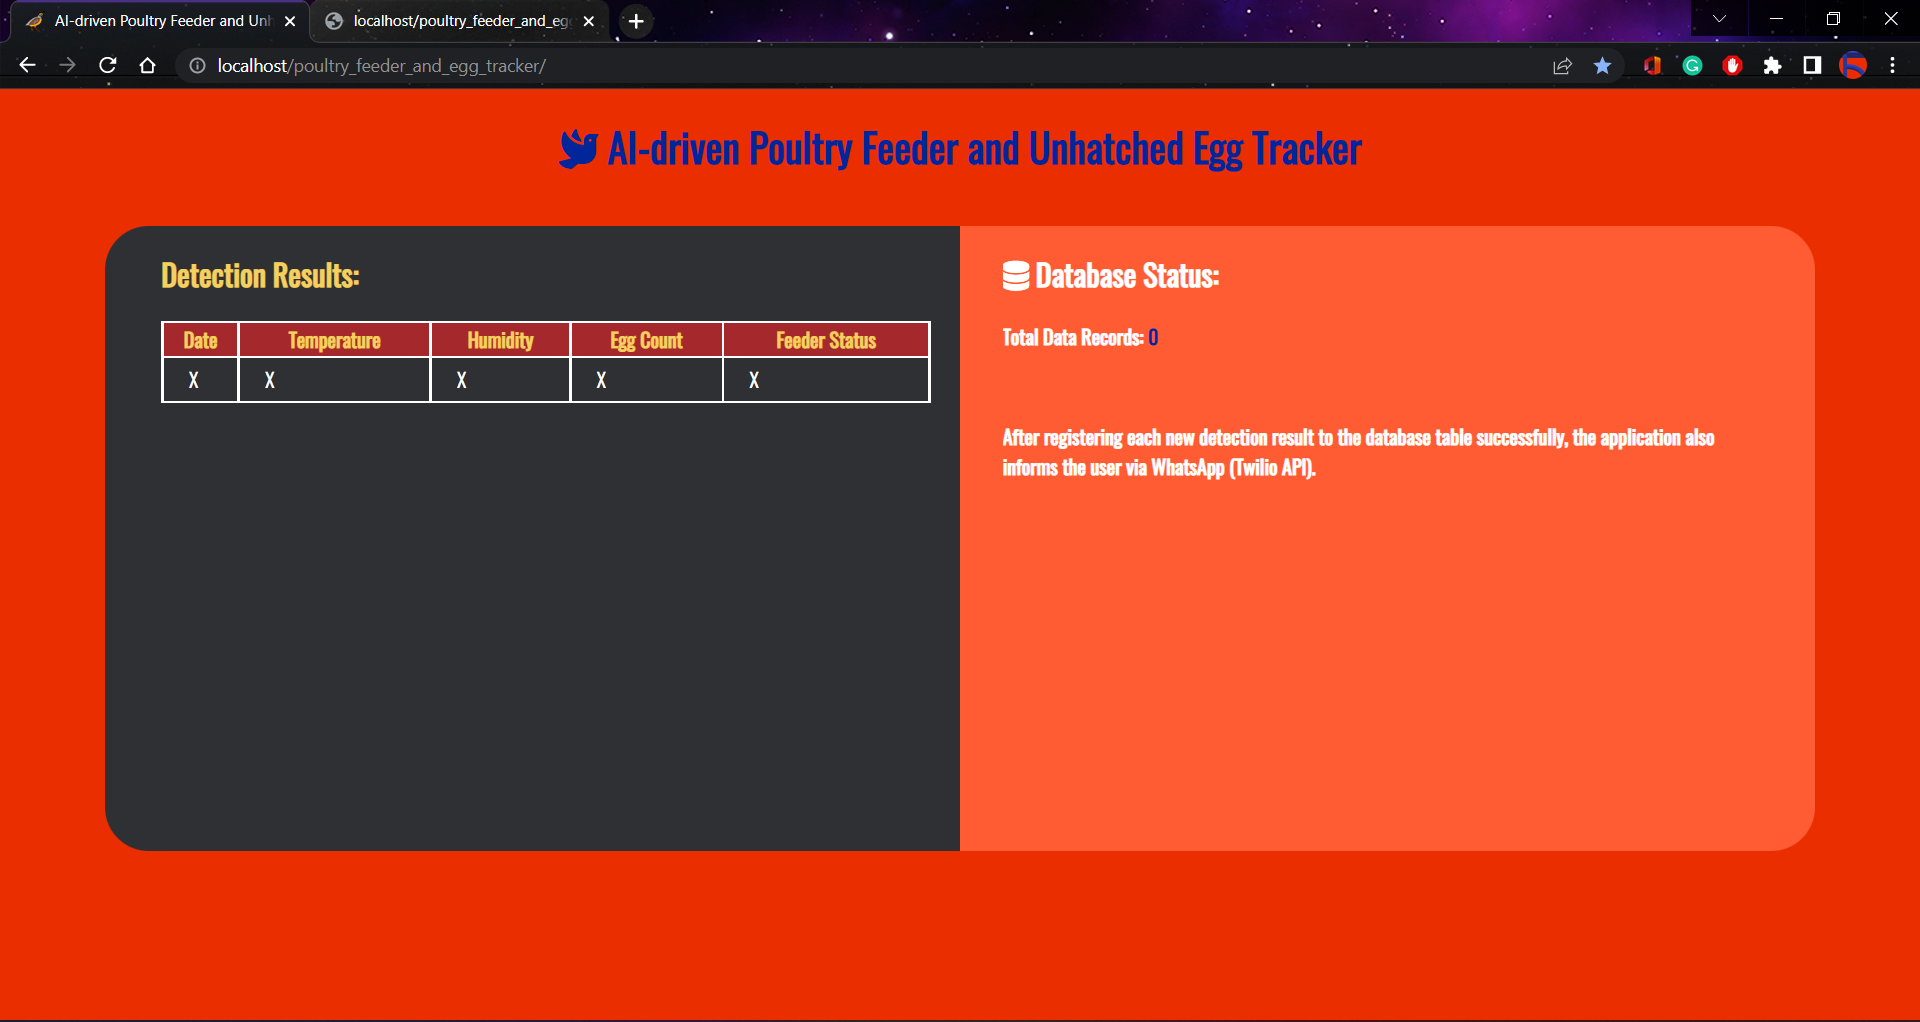 AI-driven Poultry Feeder and Unh
localhost/poultry_feeder_and_eg
localhost/poultry_feeder_and_egg_tracker/
AI-driven Poultry Feeder and Unhatched Egg Tracker
Detection Results:
Date Temperature Humidity Egg Count Feeder Status
X X X X X
Database Status:
Total Data Records: 0
After registering each new detection result to the database table successfully, the application also
informs the user via WhatsApp (Twilio API).